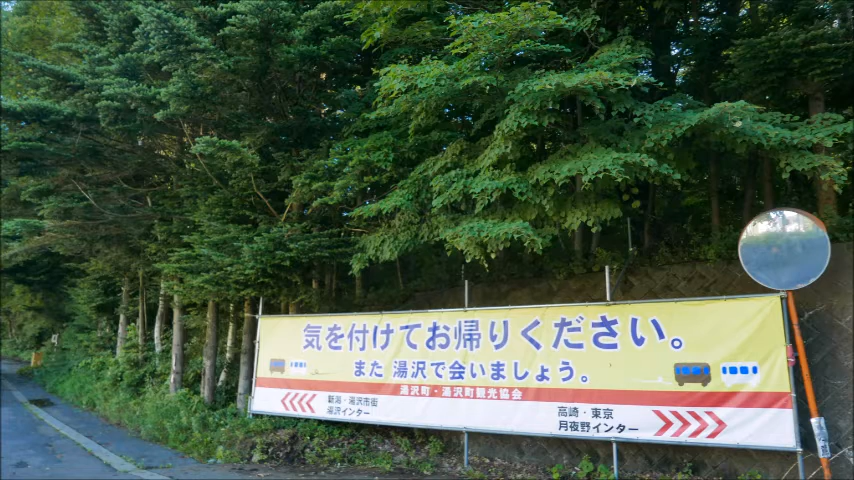 気を付けてお帰りください。
また 湯沢で会いましょう。
湯沢町・湯沢町観光協会
新潟・湯沢市街
湯沢インター
高崎・東京
月夜野インター